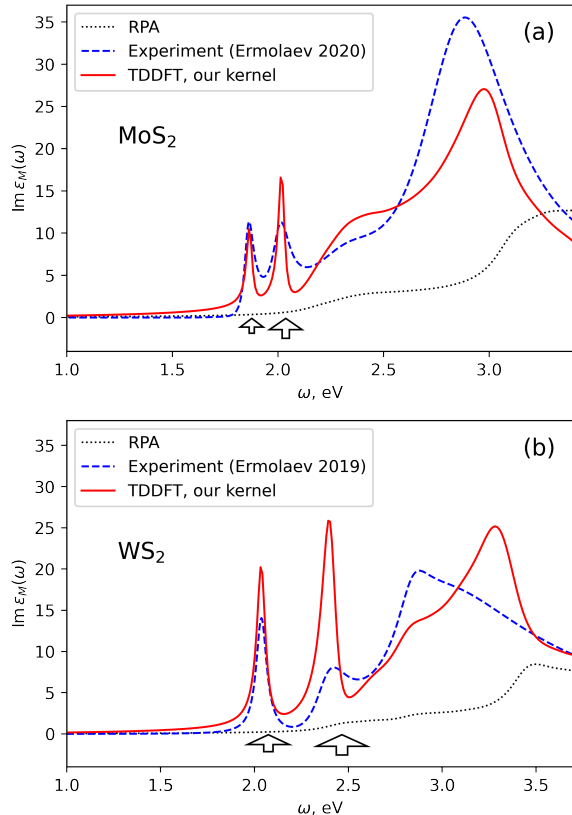 RPA
Experiment (Ermolaev 2020)
TDDFT, our kernel
(a)
MoS₂
Im ε_M(ω)
35
30
25
20
15
10
5
0
1.0 1.5 2.0 2.5 3.0
ω, eV
RPA
Experiment (Ermolaev 2019)
TDDFT, our kernel
(b)
WS₂
Im ε_M(ω)
35
30
25
20
15
10
5
0
1.0 1.5 2.0 2.5 3.0 3.5
ω, eV